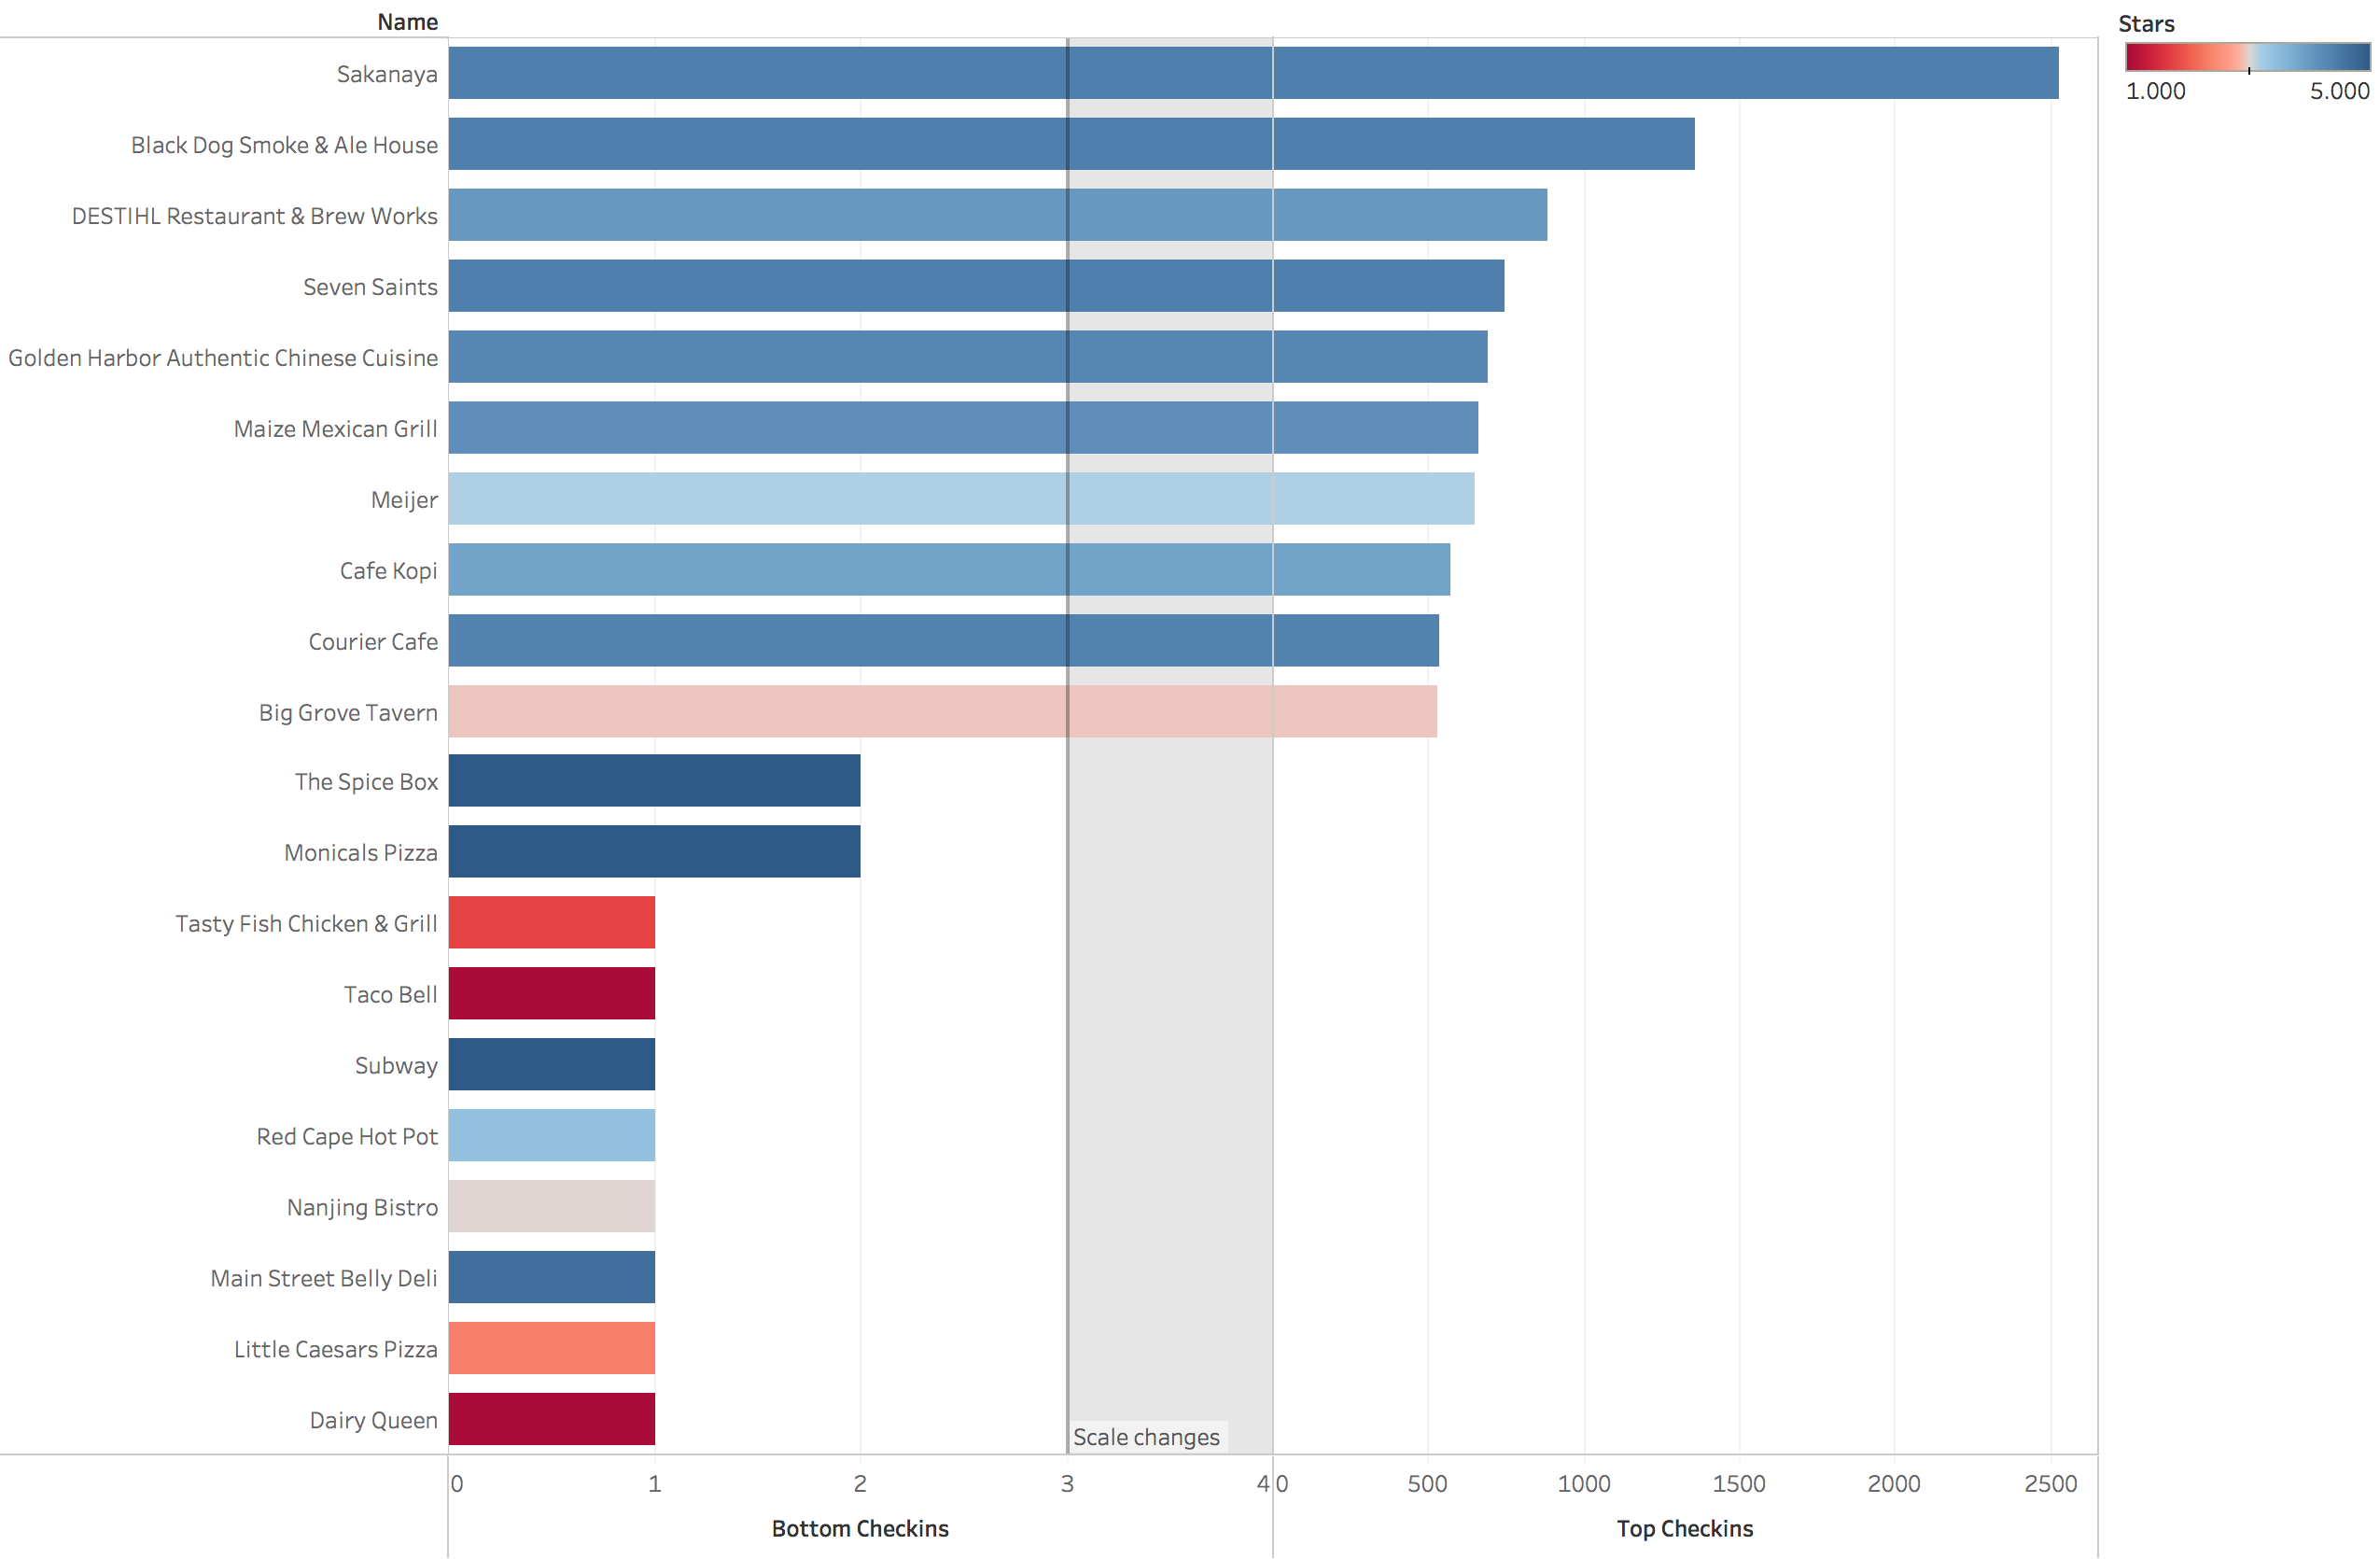 Name
Stars
1.000 5.000
Sakanaya
Black Dog Smoke & Ale House
DESTIHL Restaurant & Brew Works
Seven Saints
Golden Harbor Authentic Chinese Cuisine
Maize Mexican Grill
Meijer
Cafe Kopi
Courier Cafe
Big Grove Tavern
The Spice Box
Monicals Pizza
Tasty Fish Chicken & Grill
Taco Bell
Subway
Red Cape Hot Pot
Nanjing Bistro
Main Street Belly Deli
Little Caesars Pizza
Dairy Queen
Scale changes
0 1 2 3 4 0 500 1000 1500 2000 2500
Bottom Checkins Top Checkins